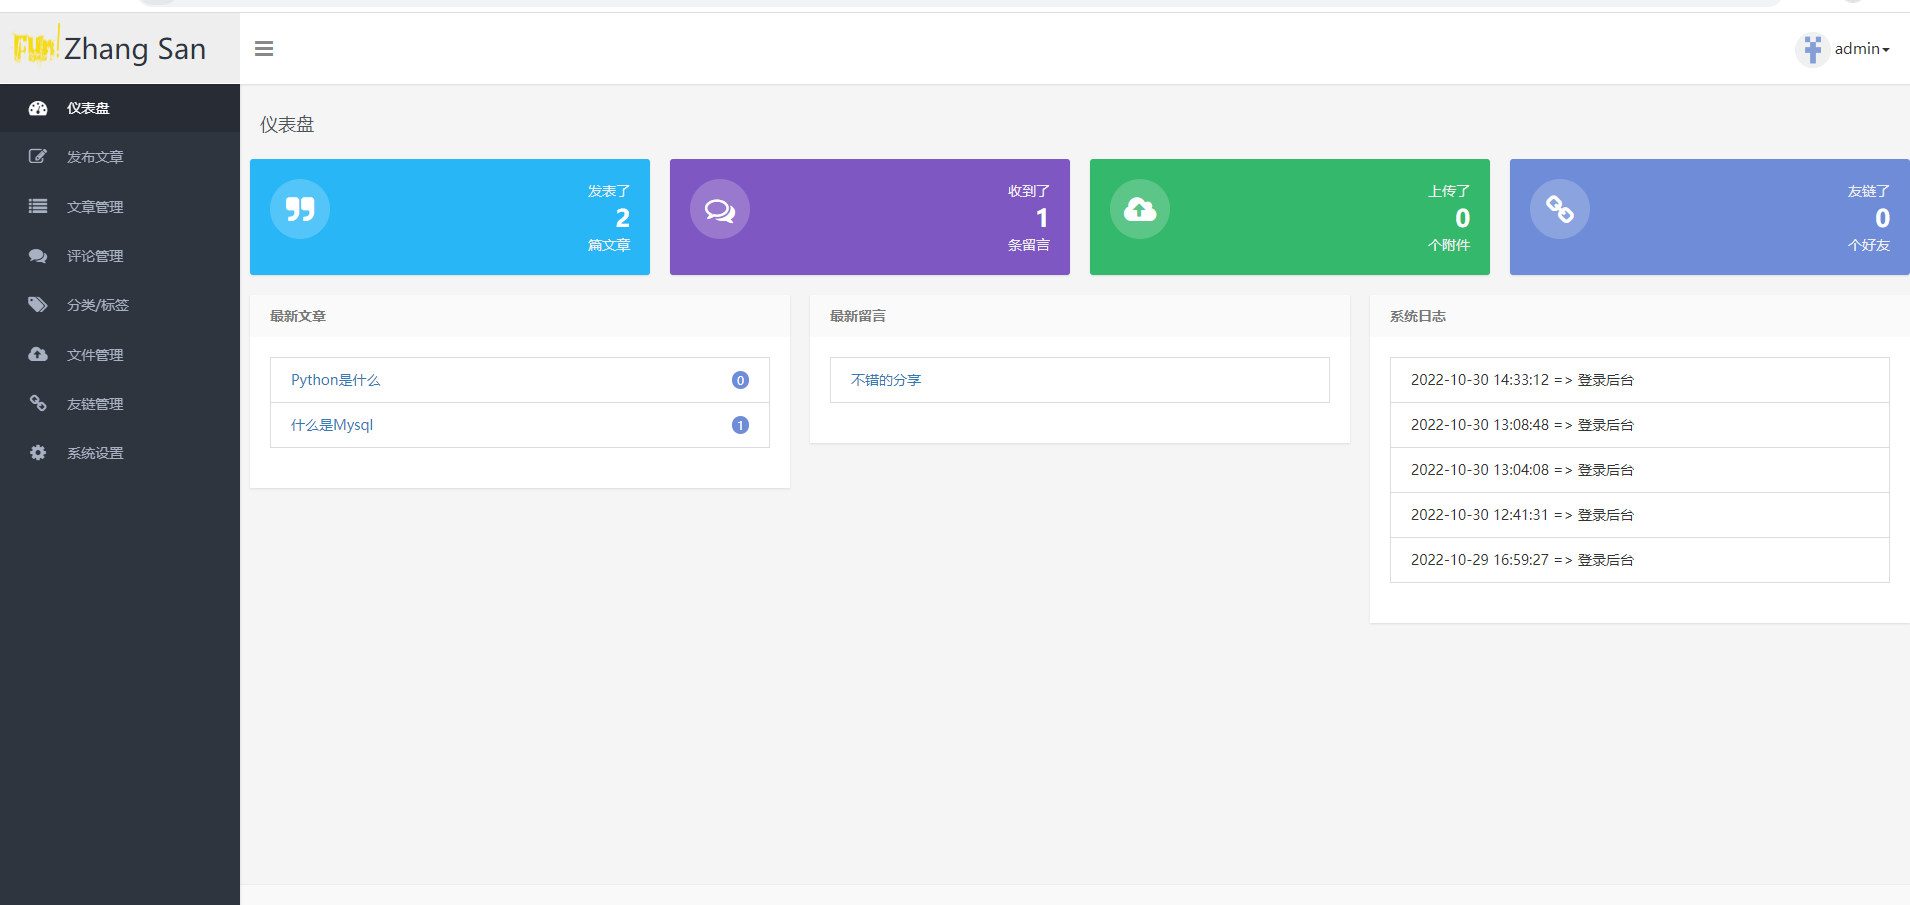 Fun! Zhang San
admin
仪表盘
发布文章
文章管理
评论管理
分类/标签
文件管理
友链管理
系统设置
仪表盘
发表了
2
篇文章
收到了
1
条留言
上传了
0
个附件
友链了
0
个好友
最新文章
Python是什么 0
什么是Mysql 1
最新留言
不错的分享
系统日志
2022-10-30 14:33:12 => 登录后台
2022-10-30 13:08:48 => 登录后台
2022-10-30 13:04:08 => 登录后台
2022-10-30 12:41:31 => 登录后台
2022-10-29 16:59:27 => 登录后台